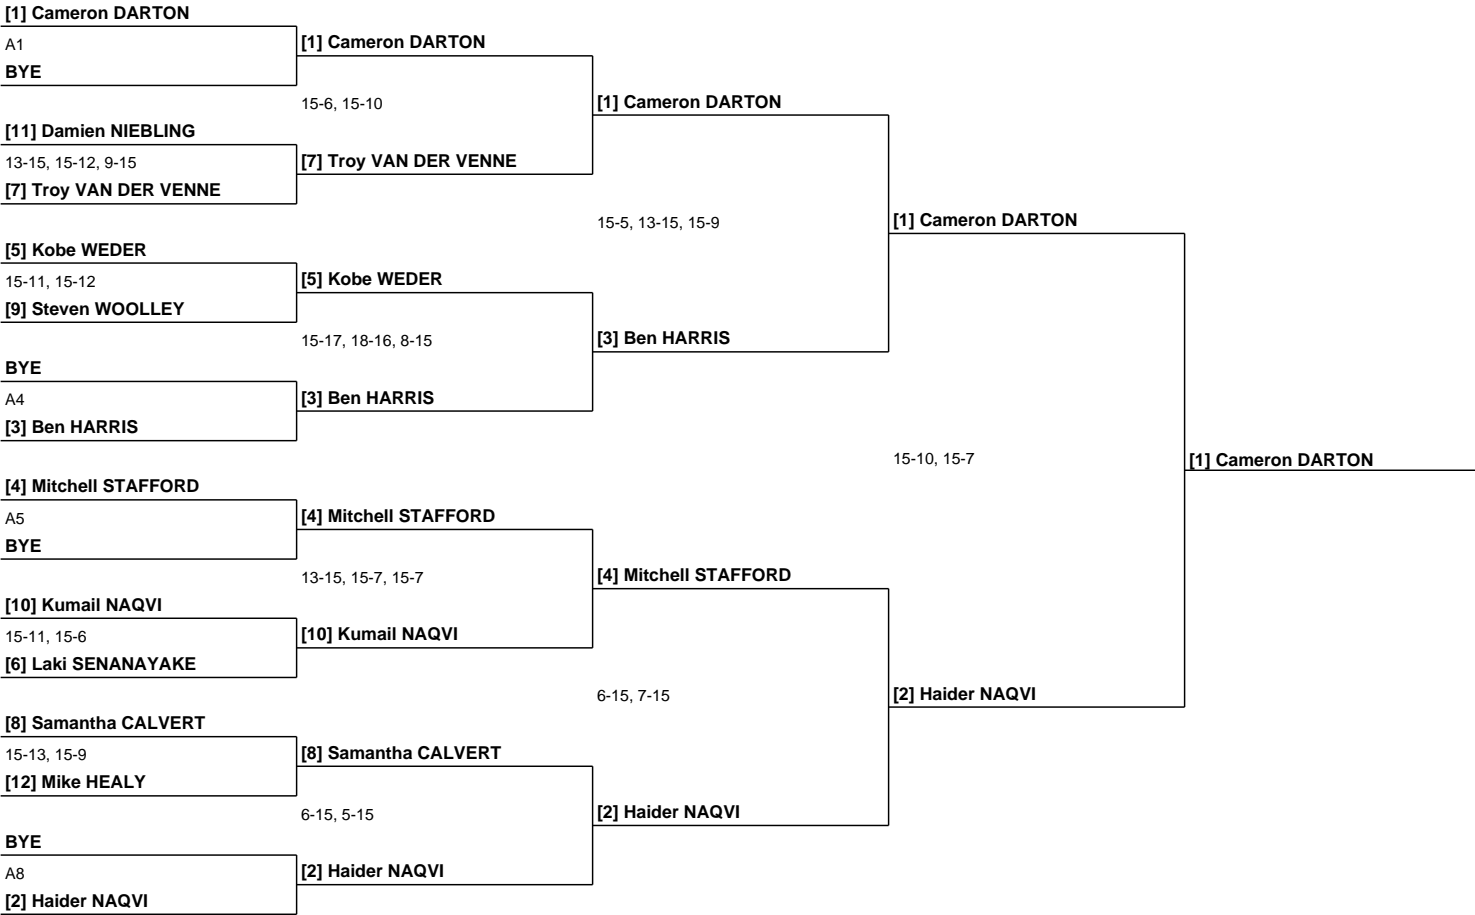 [1] Cameron DARTON
A1
BYE
[11] Damien NIEBLING
13-15, 15-12, 9-15
[7] Troy VAN DER VENNE
[5] Kobe WEDER
15-11, 15-12
[9] Steven WOOLLEY
BYE
A4
[3] Ben HARRIS
[4] Mitchell STAFFORD
A5
BYE
[10] Kumail NAQVI
15-11, 15-6
[6] Laki SENANAYAKE
[8] Samantha CALVERT
15-13, 15-9
[12] Mike HEALY
BYE
A8
[2] Haider NAQVI
[1] Cameron DARTON
15-6, 15-10
[7] Troy VAN DER VENNE
[5] Kobe WEDER
15-17, 18-16, 8-15
[3] Ben HARRIS
[4] Mitchell STAFFORD
13-15, 15-7, 15-7
[10] Kumail NAQVI
[8] Samantha CALVERT
6-15, 5-15
[2] Haider NAQVI
[1] Cameron DARTON
15-5, 13-15, 15-9
[3] Ben HARRIS
[4] Mitchell STAFFORD
6-15, 7-15
[2] Haider NAQVI
[1] Cameron DARTON
15-10, 15-7
[2] Haider NAQVI
[1] Cameron DARTON